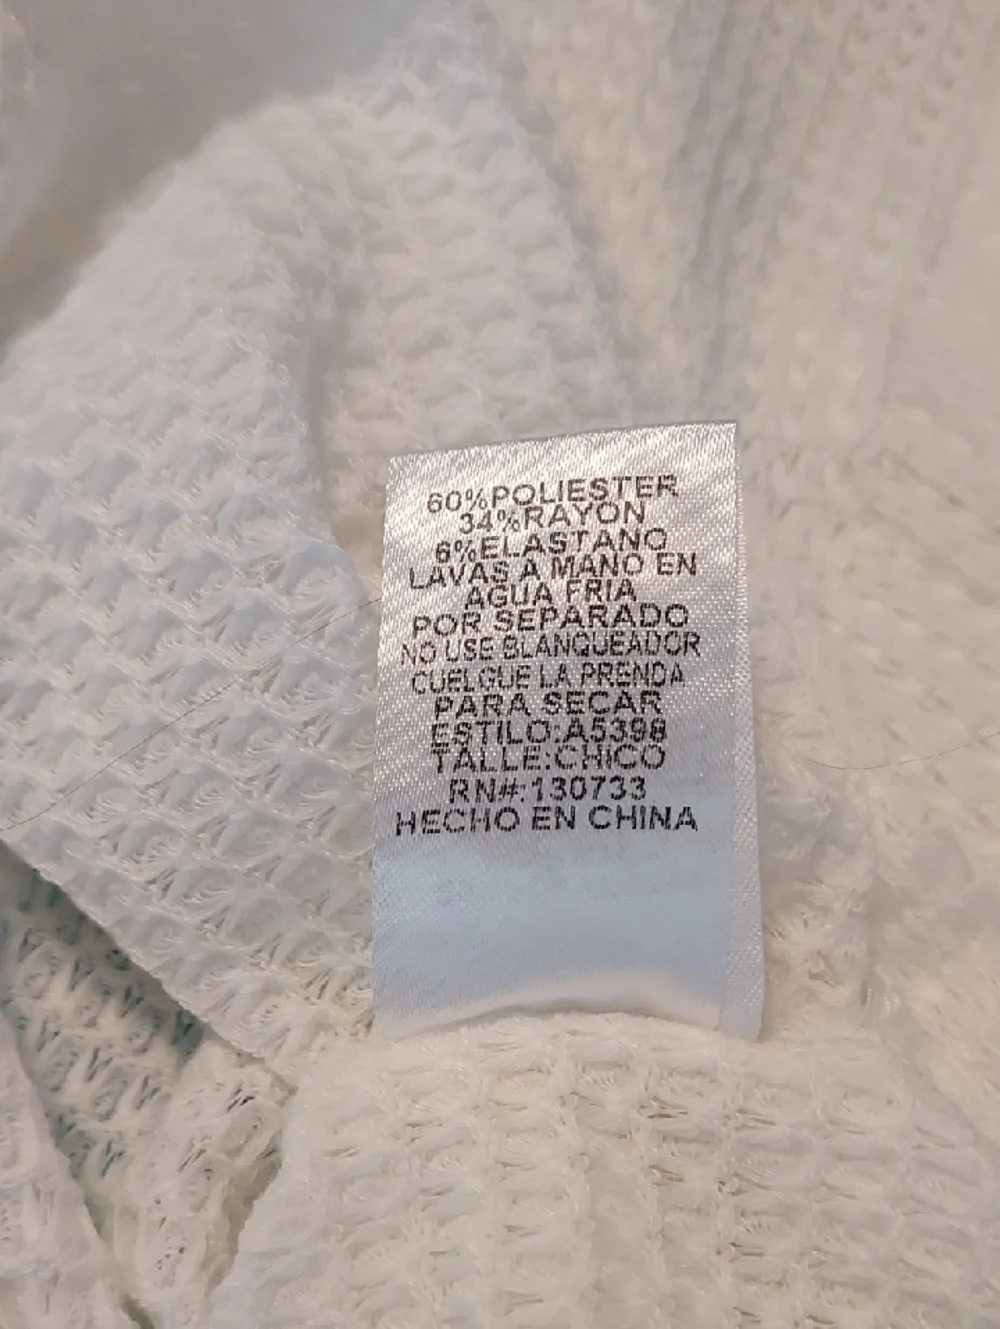 60%POLIESTER
34%RAYON
6%ELASTANO
LAVAS A MANO EN
AGUA FRIA
POR SEPARADO
NO USE BLANQUEADOR
CUELGUE LA PRENDA
PARA SECAR
ESTILO:A5398
TALLE:CHICO
RN#:130733
HECHO EN CHINA